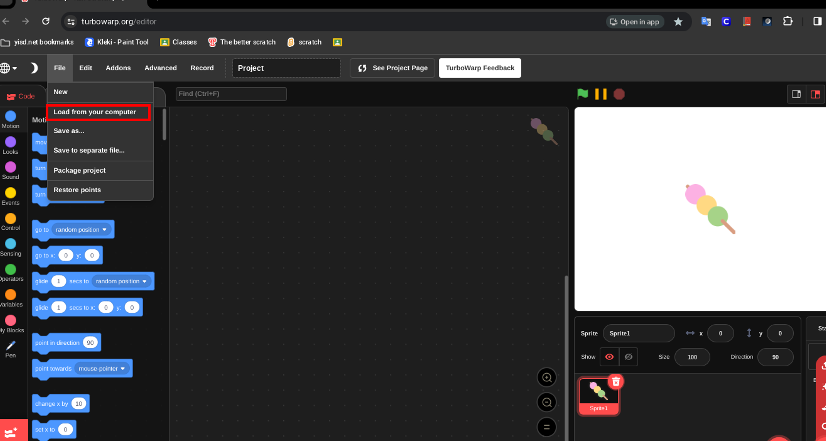 turbowarp.org/editor
Open in app
yisd.net bookmarks Kleki - Paint Tool Classes The better scratch scratch
File Edit Addons Advanced Record Project See Project Page TurboWarp Feedback
New
Load from your computer
Save as...
Save to separate file...
Package project
Restore points
Code
Find (Ctrl+F)
Motion
Looks
Sound
Events
Control
Sensing
Operators
Variables
My Blocks
Pen
go to random position
go to x: 0 y: 0
glide 1 secs to random position
glide 1 secs to x: 0 y: 0
point in direction 90
point towards mouse-pointer
change x by 10
set x to 0
Sprite Sprite1 x 0 y 0
Show Size 100 Direction 90
Sprite1